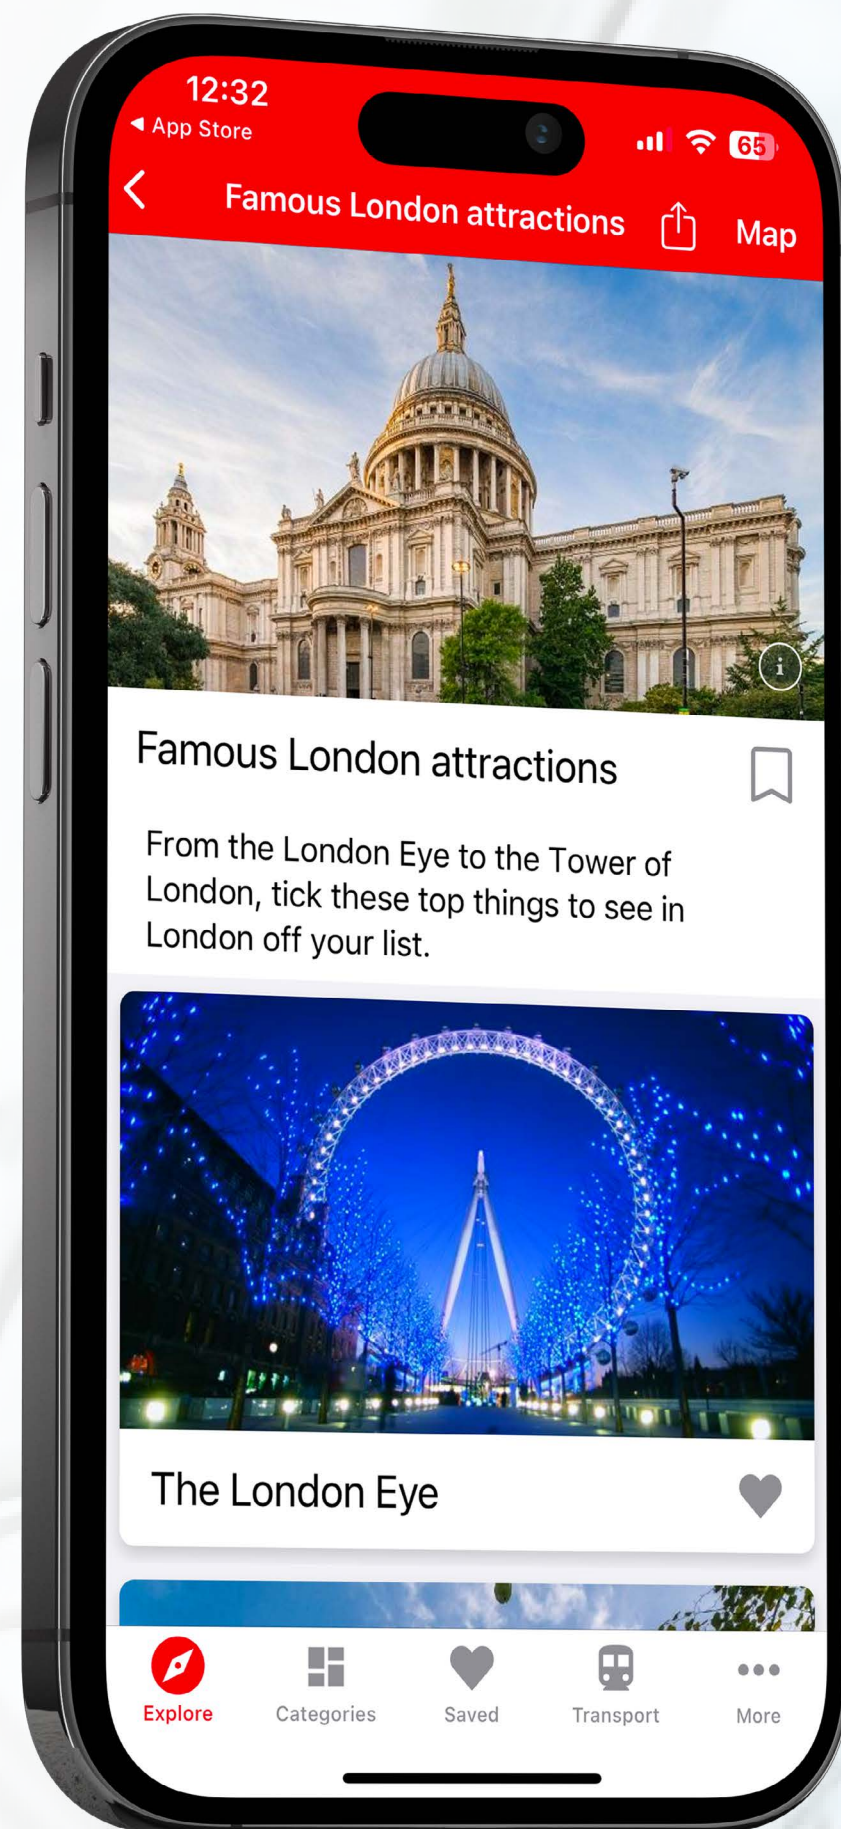 12:32
65
◀ App Store
Famous London attractions
Map
i
Famous London attractions
From the London Eye to the Tower of
London, tick these top things to see in
London off your list.
The London Eye
Explore
Categories
Saved
Transport
More